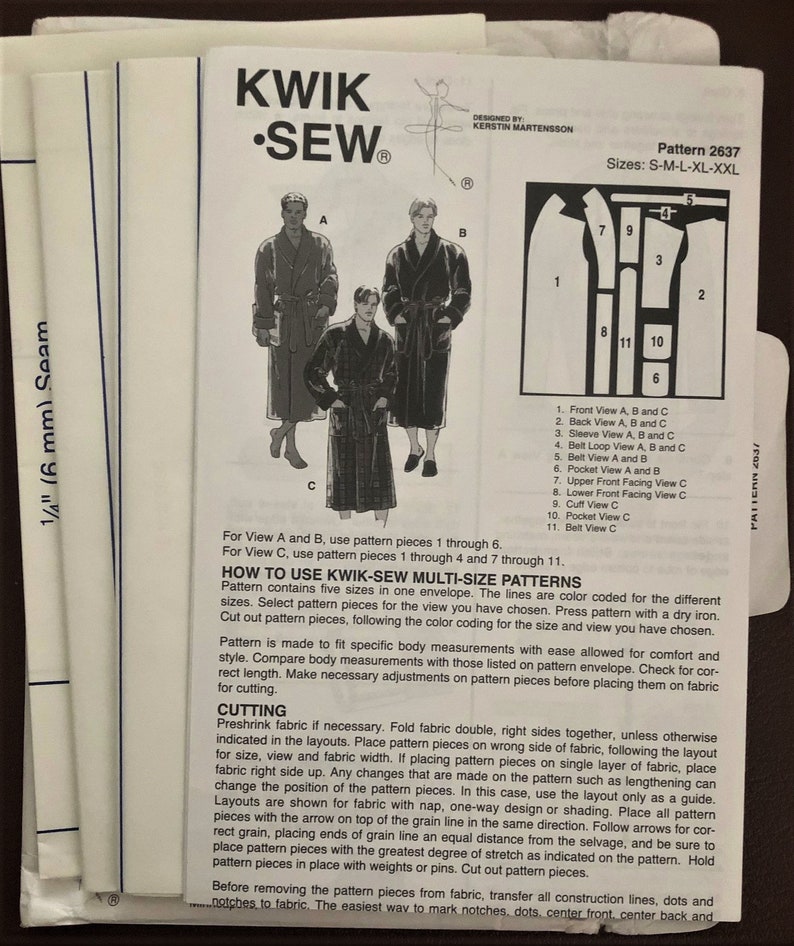 KWIK
•SEW®
DESIGNED BY:
KERSTIN MARTENSSON
®
Pattern 2637
Sizes: S-M-L-XL-XXL
A
B
C
1
7
9
5
4
3
2
8
11
10
6
1. Front View A, B and C
2. Back View A, B and C
3. Sleeve View A, B and C
4. Belt Loop View A, B and C
5. Belt View A and B
6. Pocket View A and B
7. Upper Front Facing View C
8. Lower Front Facing View C
9. Cuff View C
10. Pocket View C
11. Belt View C
For View A and B, use pattern pieces 1 through 6.
For View C, use pattern pieces 1 through 4 and 7 through 11.
HOW TO USE KWIK-SEW MULTI-SIZE PATTERNS
Pattern contains five sizes in one envelope. The lines are color coded for the different
sizes. Select pattern pieces for the view you have chosen. Press pattern with a dry iron.
Cut out pattern pieces, following the color coding for the size and view you have chosen.
Pattern is made to fit specific body measurements with ease allowed for comfort and
style. Compare body measurements with those listed on pattern envelope. Check for cor-
rect length. Make necessary adjustments on pattern pieces before placing them on fabric
for cutting.
CUTTING
Preshrink fabric if necessary. Fold fabric double, right sides together, unless otherwise
indicated in the layouts. Place pattern pieces on wrong side of fabric, following the layout
for size, view and fabric width. If placing pattern pieces on single layer of fabric, place
fabric right side up. Any changes that are made on the pattern such as lengthening can
change the position of the pattern pieces. In this case, use the layout only as a guide.
Layouts are shown for fabric with nap, one-way design or shading. Place all pattern
pieces with the arrow on top of the grain line in the same direction. Follow arrows for cor-
rect grain, placing ends of grain line an equal distance from the selvage, and be sure to
place pattern pieces with the greatest degree of stretch as indicated on the pattern. Hold
pattern pieces in place with weights or pins. Cut out pattern pieces.
Before removing the pattern pieces from fabric, transfer all construction lines, dots and
notches to fabric. The easiest way to mark notches, dots, center front, center back and
1/4" (6 mm) Seam
PATTERN 2637
®